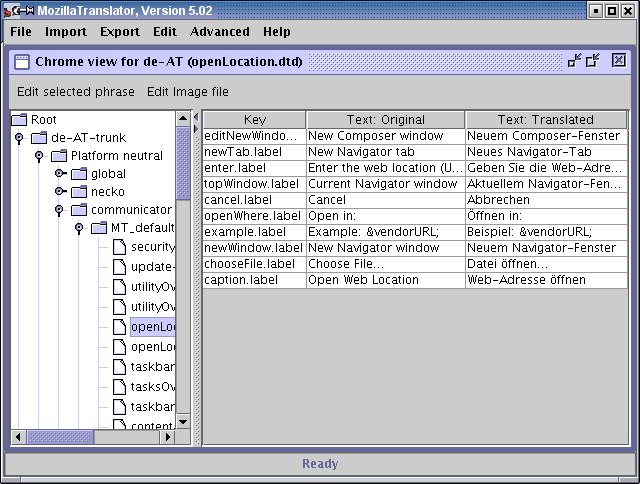 MozillaTranslator, Version 5.02
File Import Export Edit Advanced Help
Chrome view for de-AT (openLocation.dtd)
Edit selected phrase Edit Image file
Root
de-AT-trunk
Platform neutral
global
necko
communicator
MT_default
security
update-
utilityOv
utilityOv
openLoc
openLoc
taskbar
tasksOv
taskbar
content
Key Text: Original Text: Translated
editNewWindo... New Composer window Neuem Composer-Fenster
newTab.label New Navigator tab Neues Navigator-Tab
enter.label Enter the web location (U... Geben Sie die Web-Adre...
topWindow.label Current Navigator window Aktuellem Navigator-Fen...
cancel.label Cancel Abbrechen
openWhere.label Open in: Öffnen in:
example.label Example: &vendorURL; Beispiel: &vendorURL;
newWindow.label New Navigator window Neuem Navigator-Fenster
chooseFile.label Choose File... Datei öffnen...
caption.label Open Web Location Web-Adresse öffnen
Ready